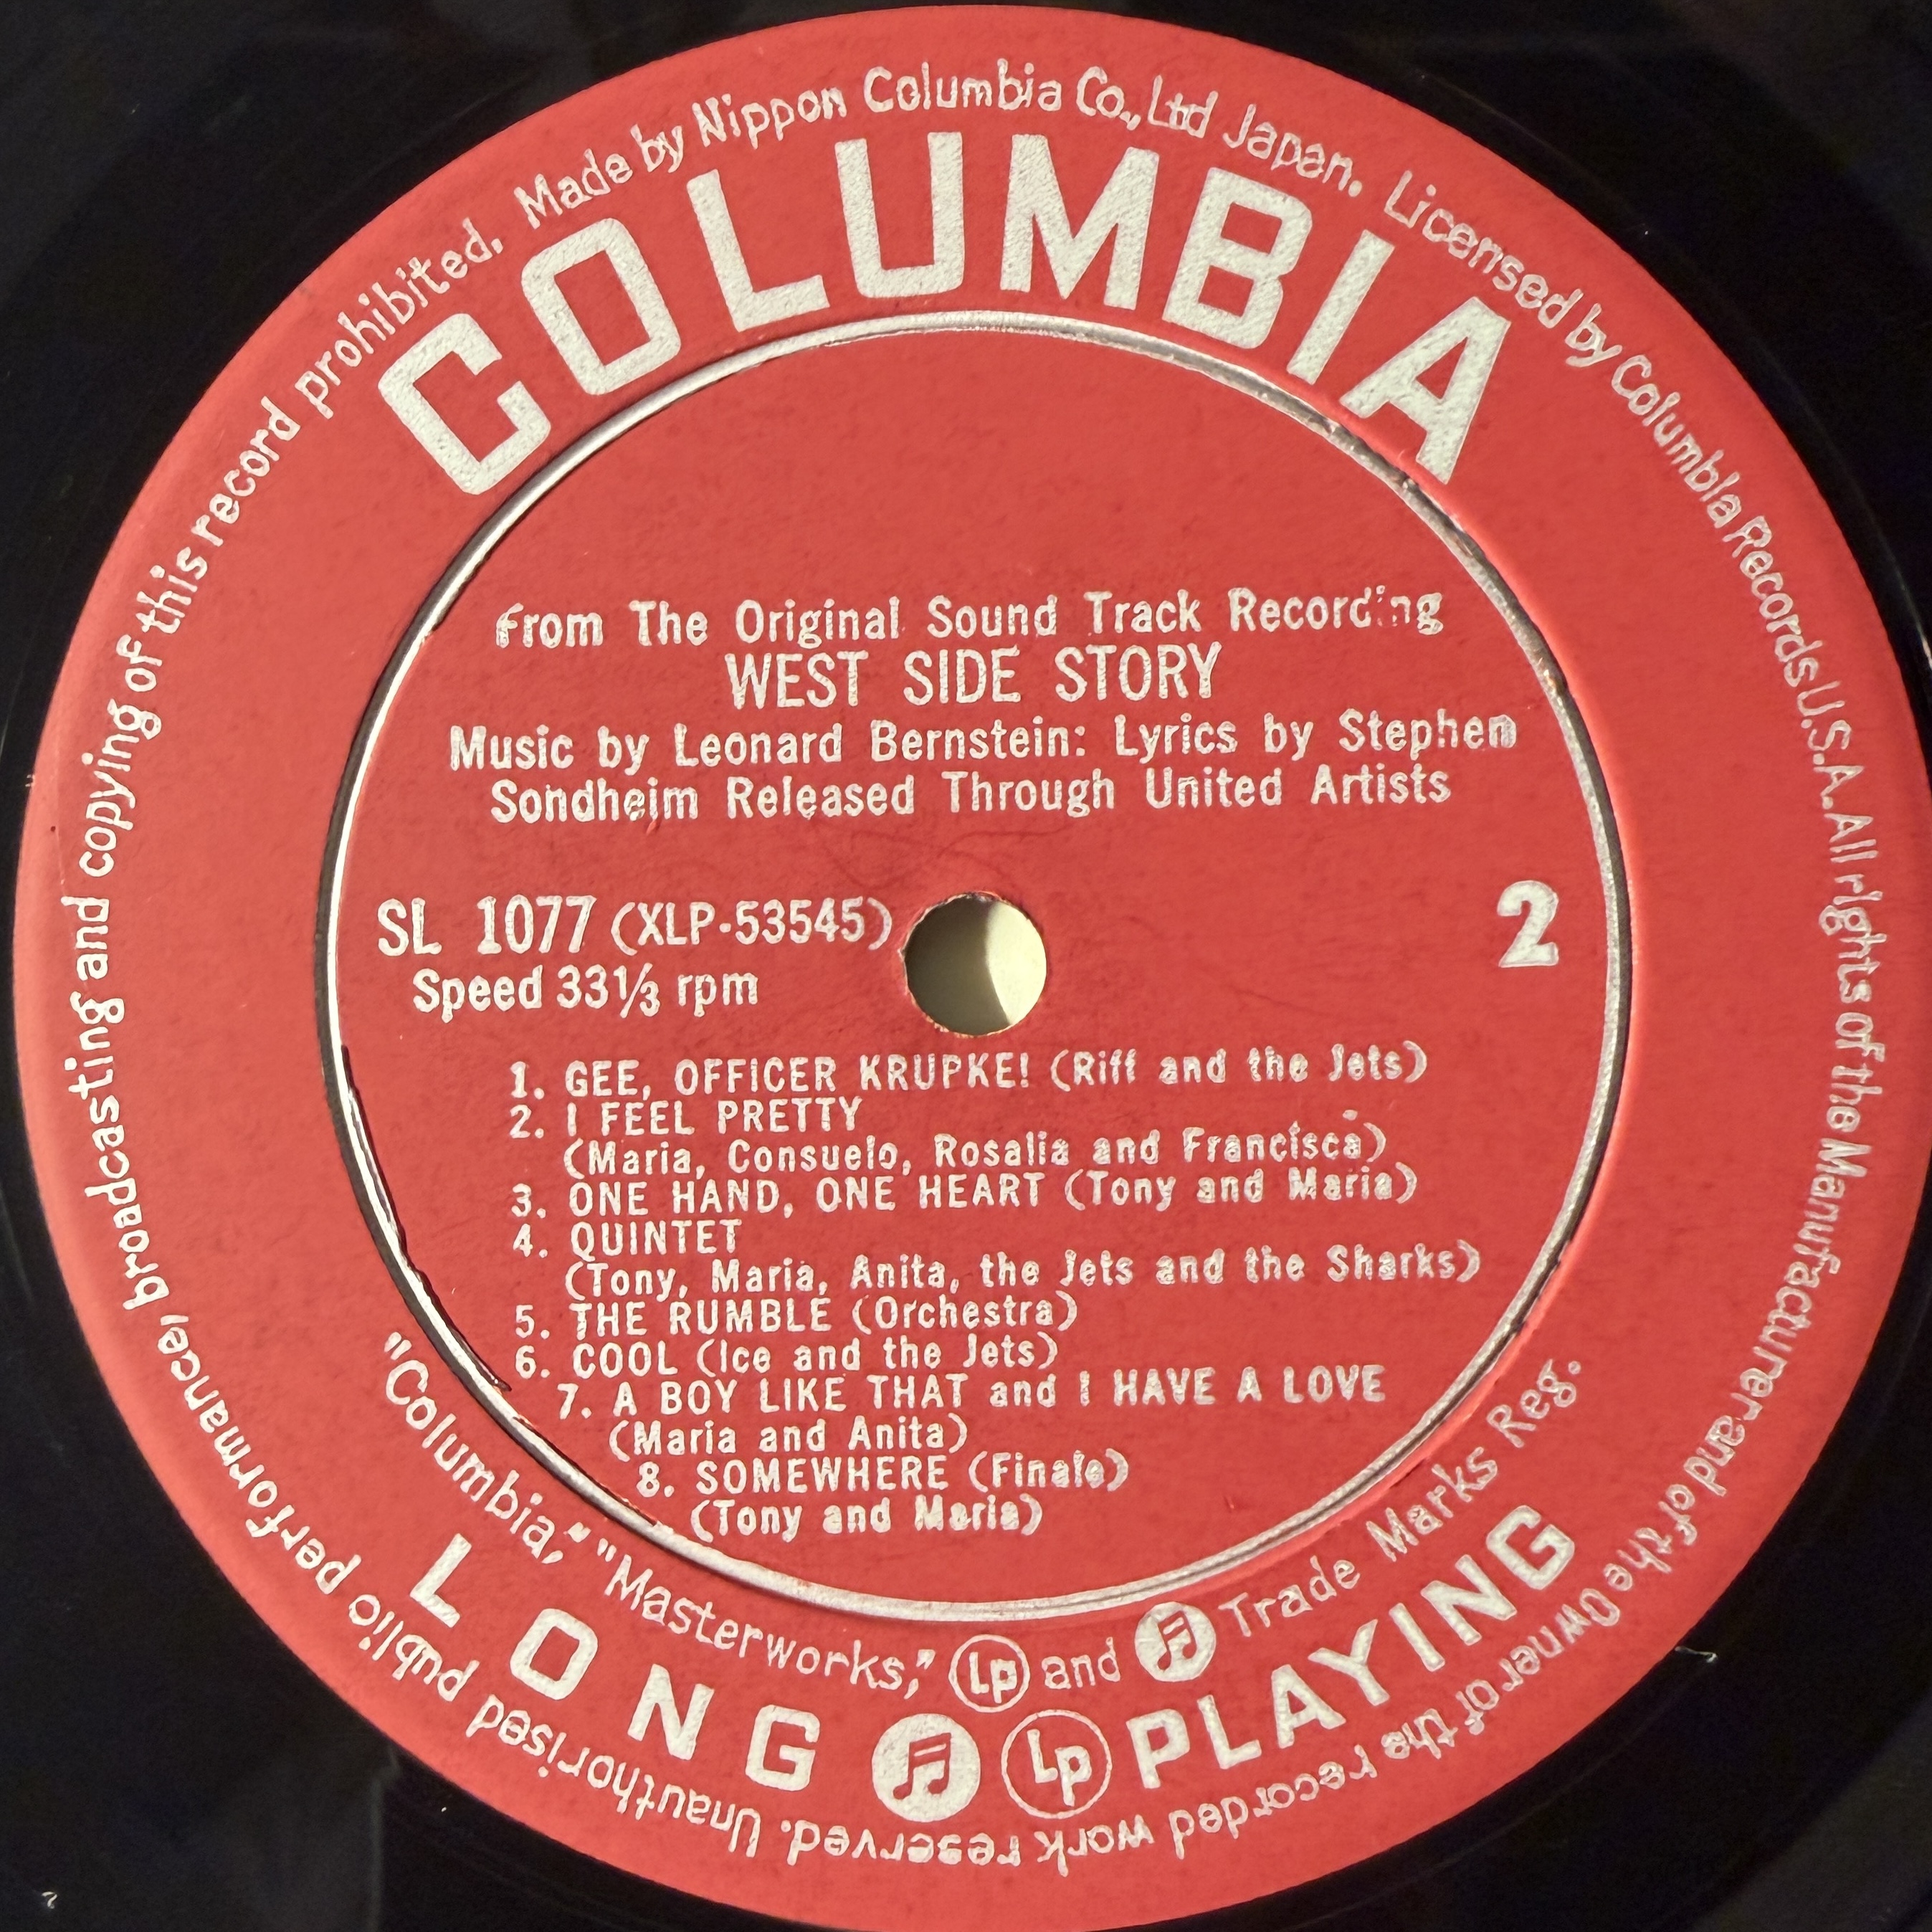 Made by Nippon Columbia Co., Ltd Japan. Licensed by Columbia Records U.S.A. All rights of the Manufacturer and of the Owner of the recorded work reserved. Unauthorised public performance, broadcasting and copying of this record prohibited.
COLUMBIA
From The Original Sound Track Recording
WEST SIDE STORY
Music by Leonard Bernstein: Lyrics by Stephen
Sondheim Released Through United Artists
SL 1077 (XLP-53545)
2
Speed 33⅓ rpm
1. GEE, OFFICER KRUPKE! (Riff and the Jets)
2. I FEEL PRETTY
(Maria, Consuelo, Rosalia and Francisca)
3. ONE HAND, ONE HEART (Tony and Maria)
4. QUINTET
(Tony, Maria, Anita, the Jets and the Sharks)
5. THE RUMBLE (Orchestra)
6. COOL (Ice and the Jets)
7. A BOY LIKE THAT and I HAVE A LOVE
(Maria and Anita)
8. SOMEWHERE (Finale)
(Tony and Maria)
"Columbia," "Masterworks," Lp and Trade Marks Reg.
LONG Lp PLAYING